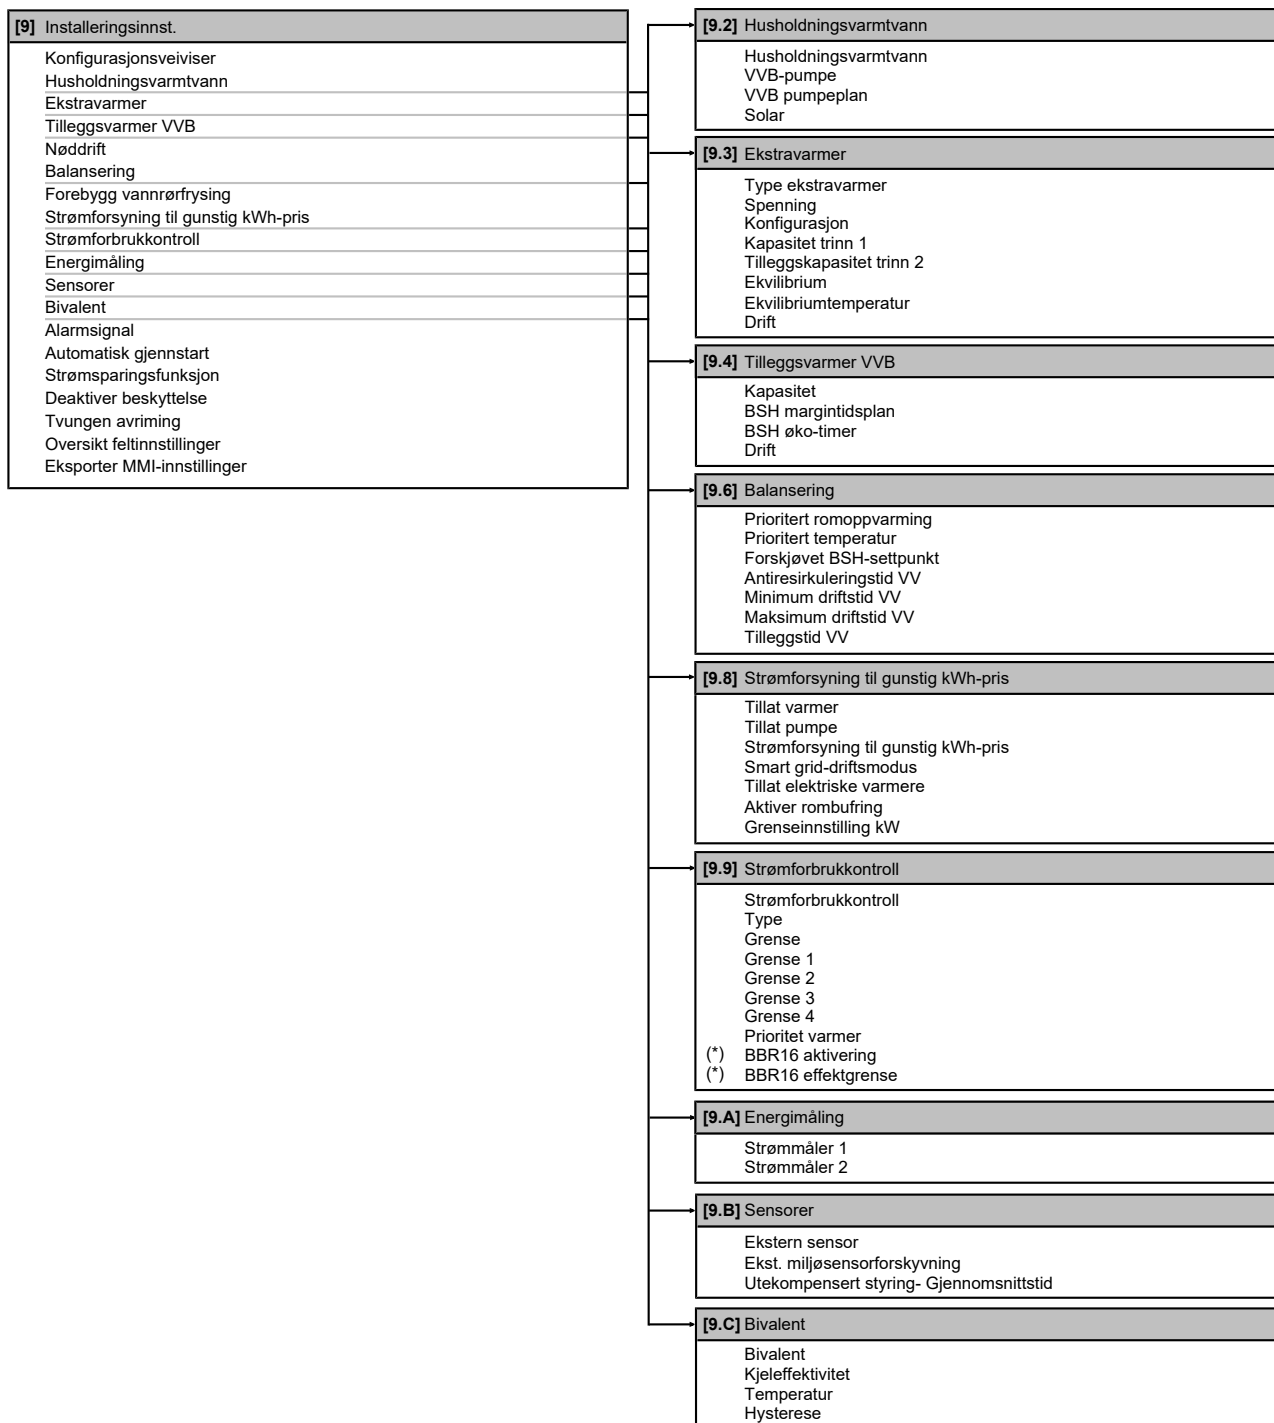 [9] Installeringsinnst.
Konfigurasjonsveiviser
Husholdningsvarmtvann
Ekstravarmer
Tilleggsvarmer VVB
Nøddrift
Balansering
Forebygg vannrørfrysing
Strømforsyning til gunstig kWh-pris
Strømforbrukkontroll
Energimåling
Sensorer
Bivalent
Alarmsignal
Automatisk gjennstart
Strømsparingsfunksjon
Deaktiver beskyttelse
Tvungen avriming
Oversikt feltinnstillinger
Eksporter MMI-innstillinger
[9.2] Husholdningsvarmtvann
Husholdningsvarmtvann
VVB-pumpe
VVB pumpeplan
Solar
[9.3] Ekstravarmer
Type ekstravarmer
Spenning
Konfigurasjon
Kapasitet trinn 1
Tilleggskapasitet trinn 2
Ekvilibrium
Ekvilibriumtemperatur
Drift
[9.4] Tilleggsvarmer VVB
Kapasitet
BSH margintidsplan
BSH øko-timer
Drift
[9.6] Balansering
Prioritert romoppvarming
Prioritert temperatur
Forskjøvet BSH-settpunkt
Antiresirkuleringstid VV
Minimum driftstid VV
Maksimum driftstid VV
Tilleggstid VV
[9.8] Strømforsyning til gunstig kWh-pris
Tillat varmer
Tillat pumpe
Strømforsyning til gunstig kWh-pris
Smart grid-driftsmodus
Tillat elektriske varmere
Aktiver rombufring
Grenseinnstilling kW
[9.9] Strømforbrukkontroll
Strømforbrukkontroll
Type
Grense
Grense 1
Grense 2
Grense 3
Grense 4
Prioritet varmer
(*) BBR16 aktivering
(*) BBR16 effektgrense
[9.A] Energimåling
Strømmåler 1
Strømmåler 2
[9.B] Sensorer
Ekstern sensor
Ekst. miljøsensorforskyvning
Utekompensert styring- Gjennomsnittstid
[9.C] Bivalent
Bivalent
Kjeleffektivitet
Temperatur
Hysterese